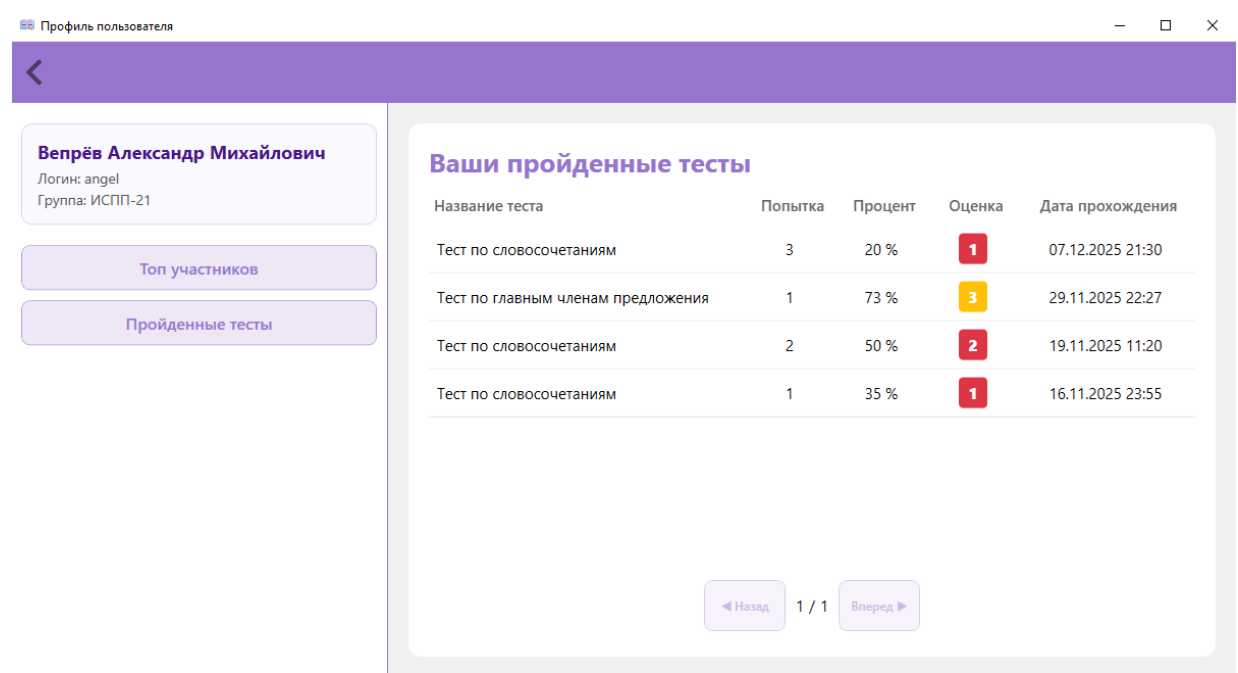 Профиль пользователя
Вепрёв Александр Михайлович
Логин: angel
Группа: ИСПП-21
Топ участников
Пройденные тесты
Ваши пройденные тесты
Название теста Попытка Процент Оценка Дата прохождения
Тест по словосочетаниям 3 20 % 1 07.12.2025 21:30
Тест по главным членам предложения 1 73 % 3 29.11.2025 22:27
Тест по словосочетаниям 2 50 % 2 19.11.2025 11:20
Тест по словосочетаниям 1 35 % 1 16.11.2025 23:55
◀ Назад 1 / 1 Вперед ▶